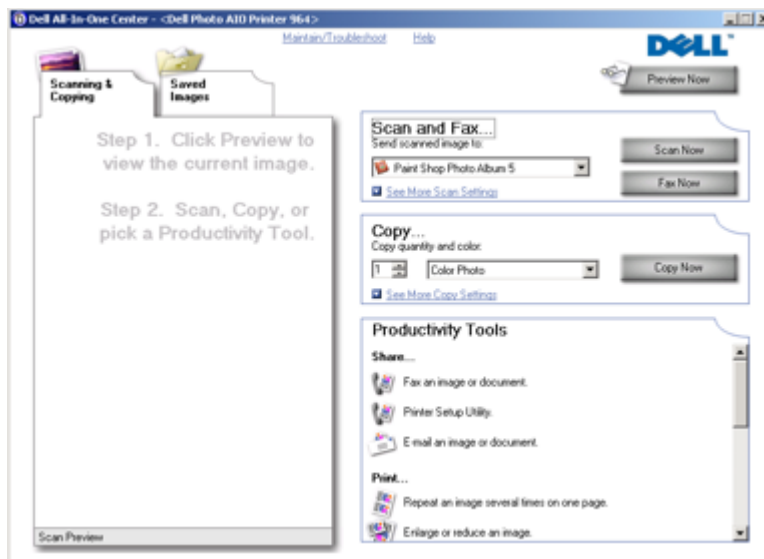 Dell All-In-One Center - <Dell Photo AIO Printer 964>
Maintain/Troubleshoot Help
DELL™
Scanning &
Copying
Saved
Images
Preview Now
Step 1. Click Preview to
view the current image.
Step 2. Scan, Copy, or
pick a Productivity Tool.
Scan Preview
Scan and Fax...
Send scanned image to:
Paint Shop Photo Album 5
See More Scan Settings
Scan Now
Fax Now
Copy...
Copy quantity and color:
1 Color Photo
See More Copy Settings
Copy Now
Productivity Tools
Share...
Fax an image or document.
Printer Setup Utility.
E-mail an image or document.
Print...
Repeat an image several times on one page.
Enlarge or reduce an image.